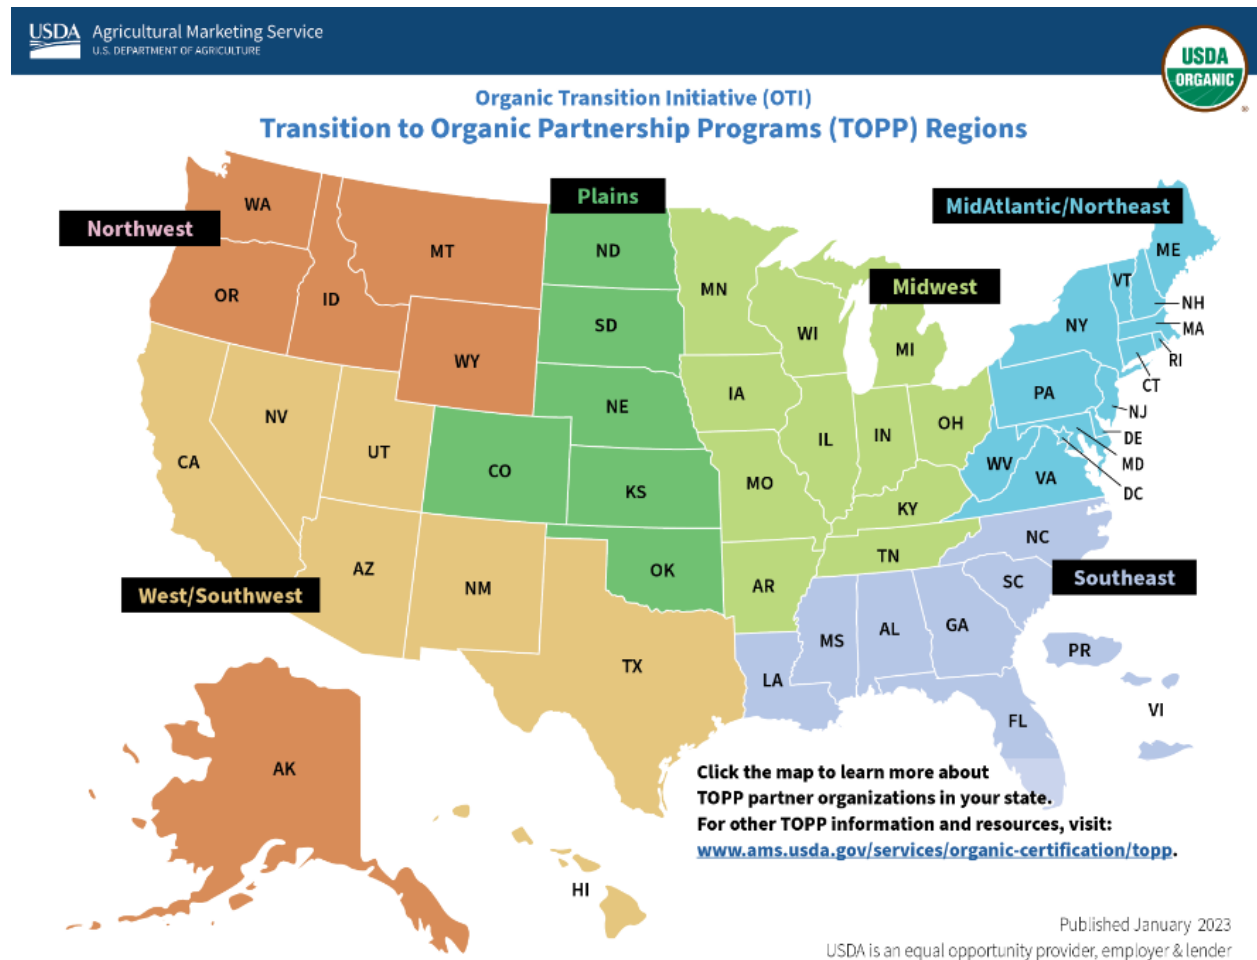 USDA Agricultural Marketing Service
U.S. DEPARTMENT OF AGRICULTURE
USDA
ORGANIC
®
Organic Transition Initiative (OTI)
Transition to Organic Partnership Programs (TOPP) Regions
Northwest
Plains
MidAtlantic/Northeast
Midwest
West/Southwest
Southeast
WA
OR
ID
MT
WY
ND
SD
NE
CO
KS
OK
MN
WI
MI
IA
IL
IN
OH
MO
KY
TN
AR
ME
VT
NH
NY
MA
RI
CT
PA
NJ
DE
MD
DC
WV
VA
CA
NV
UT
AZ
NM
TX
NC
SC
GA
AL
MS
LA
FL
PR
VI
AK
HI
Click the map to learn more about
TOPP partner organizations in your state.
For other TOPP information and resources, visit:
www.ams.usda.gov/services/organic-certification/topp.
Published January 2023
USDA is an equal opportunity provider, employer & lender